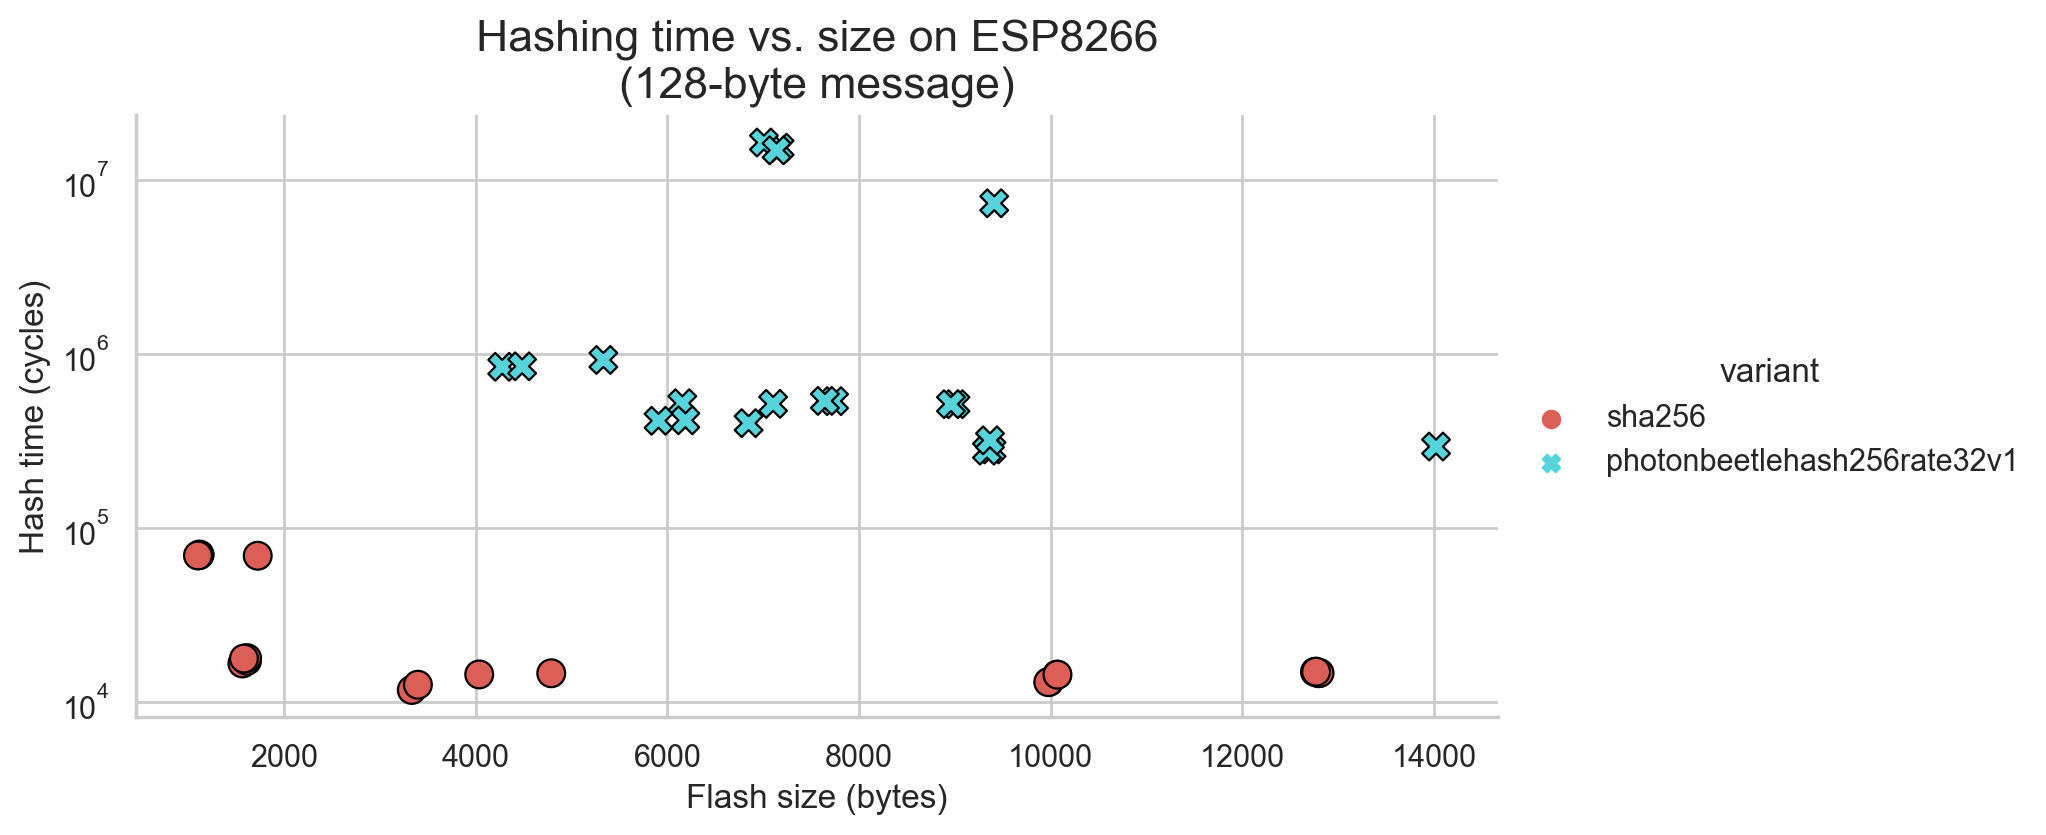 Hashing time vs. size on ESP8266
(128-byte message)
Hash time (cycles)
10^7
10^6
10^5
10^4
2000 4000 6000 8000 10000 12000 14000
Flash size (bytes)
variant
sha256
photonbeetlehash256rate32v1